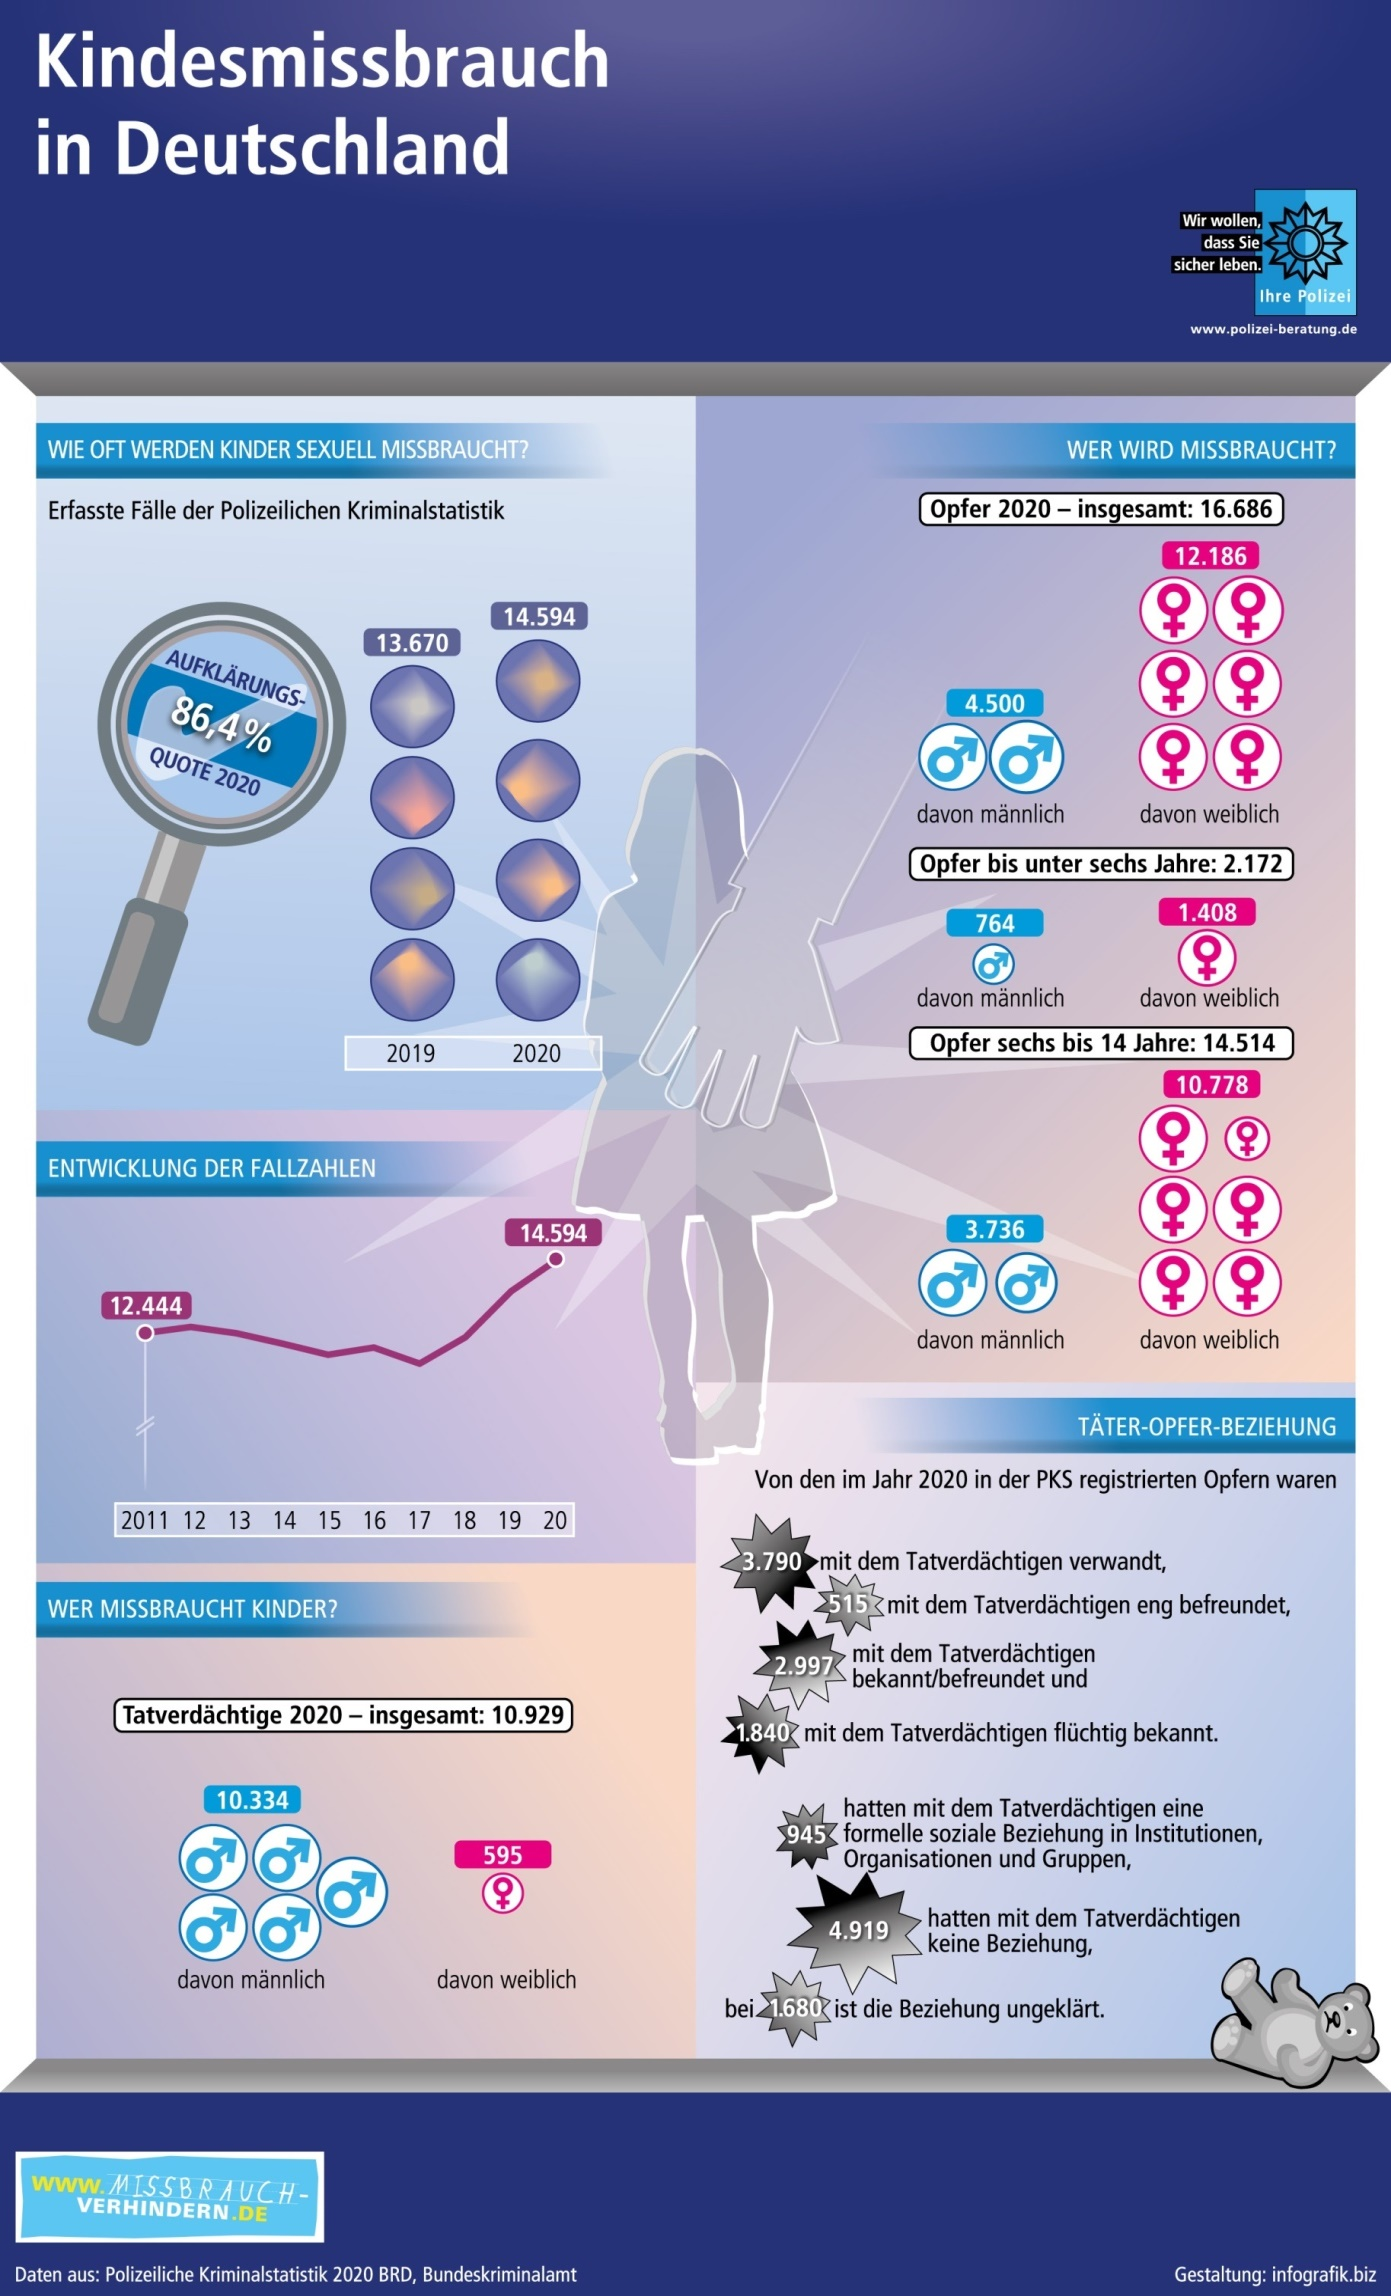 Kindesmissbrauch
in Deutschland
Wir wollen,
dass Sie
sicher leben.
Ihre Polizei
www.polizei-beratung.de
WIE OFT WERDEN KINDER SEXUELL MISSBRAUCHT?
Erfasste Fälle der Polizeilichen Kriminalstatistik
AUFKLÄRUNGS-
86,4 %
QUOTE 2020
13.670
14.594
2019 2020
ENTWICKLUNG DER FALLZAHLEN
12.444
14.594
2011 12 13 14 15 16 17 18 19 20
WER MISSBRAUCHT KINDER?
Tatverdächtige 2020 – insgesamt: 10.929
10.334
595
davon männlich
davon weiblich
WER WIRD MISSBRAUCHT?
Opfer 2020 – insgesamt: 16.686
12.186
4.500
davon männlich
davon weiblich
Opfer bis unter sechs Jahre: 2.172
764
1.408
davon männlich
davon weiblich
Opfer sechs bis 14 Jahre: 14.514
10.778
3.736
davon männlich
davon weiblich
TÄTER-OPFER-BEZIEHUNG
Von den im Jahr 2020 in der PKS registrierten Opfern waren
3.790 mit dem Tatverdächtigen verwandt,
515 mit dem Tatverdächtigen eng befreundet,
2.997 mit dem Tatverdächtigen
bekannt/befreundet und
1.840 mit dem Tatverdächtigen flüchtig bekannt.
hatten mit dem Tatverdächtigen eine
945 formelle soziale Beziehung in Institutionen,
Organisationen und Gruppen,
4.919 hatten mit dem Tatverdächtigen
keine Beziehung,
bei 1.680 ist die Beziehung ungeklärt.
www.MISSBRAUCH-
VERHINDERN.DE
Daten aus: Polizeiliche Kriminalstatistik 2020 BRD, Bundeskriminalamt
Gestaltung: infografik.biz